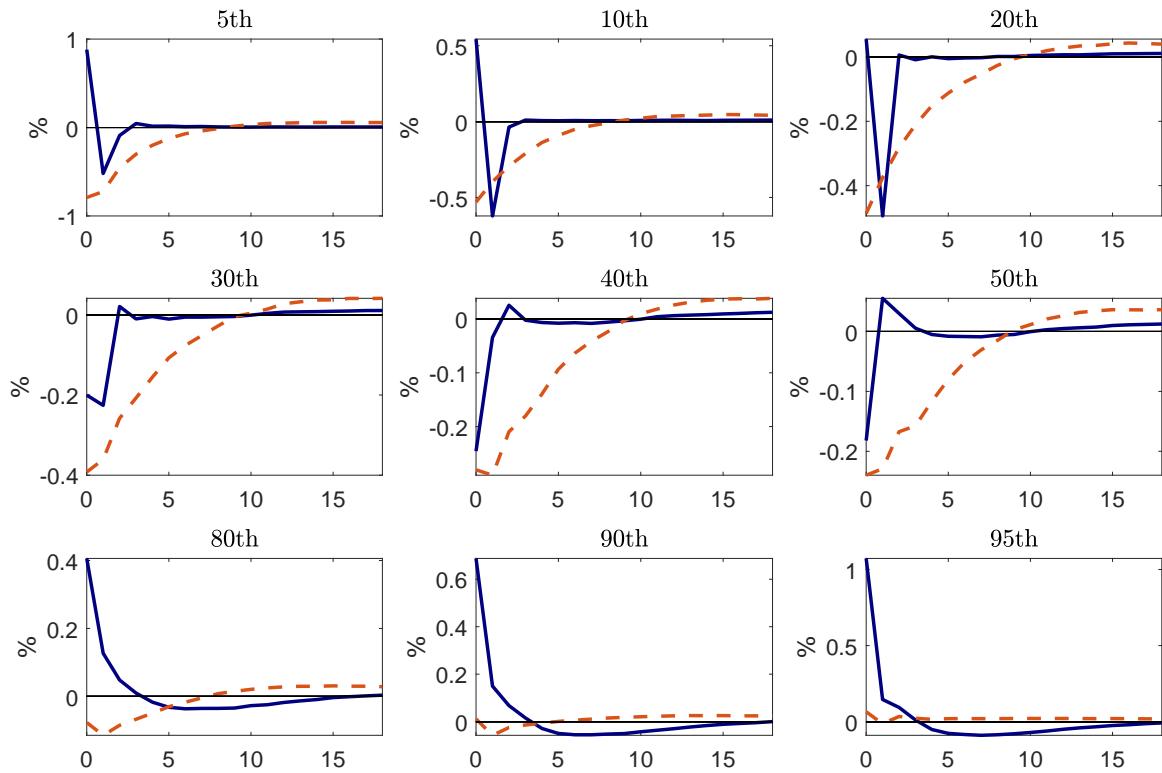 5th 10th 20th
1 0.5 0
% 0 % 0 % -0.2
-1 -0.5 -0.4
0 5 10 15 0 5 10 15 0 5 10 15
30th 40th 50th
0 0 0
% -0.2 % -0.1 % -0.1
-0.4 -0.2 -0.2
0 5 10 15 0 5 10 15 0 5 10 15
80th 90th 95th
0.4 0.6 1
% 0.2 % 0.4 % 0.5
0 0.2 0
0
0 5 10 15 0 5 10 15 0 5 10 15